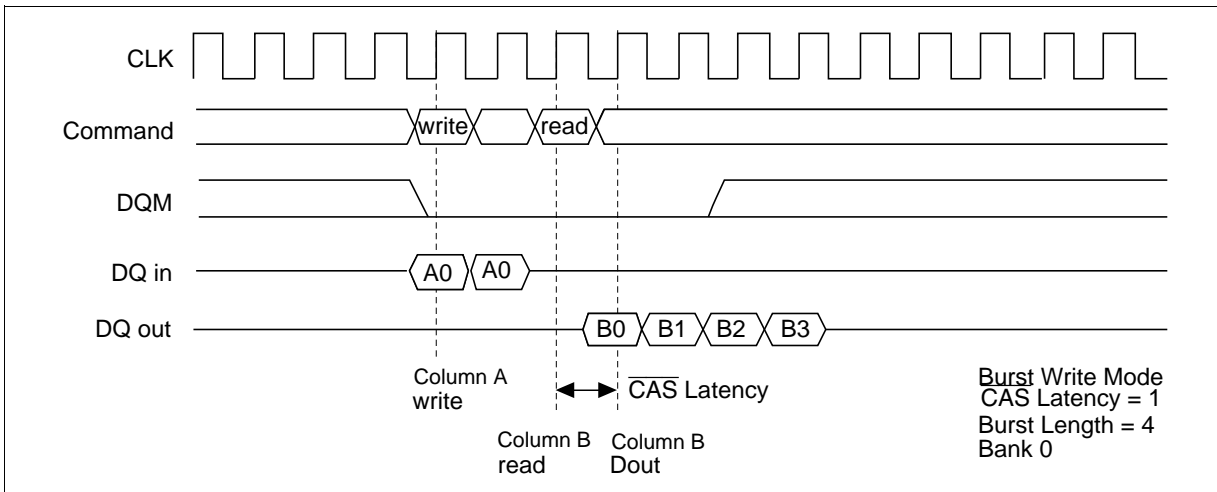 CLK
Command write read
DQM
DQ in A0 A0
DQ out B0 B1 B2 B3
Column A
write
CAS Latency
Column B
read
Column B
Dout
Burst Write Mode
CAS Latency = 1
Burst Length = 4
Bank 0